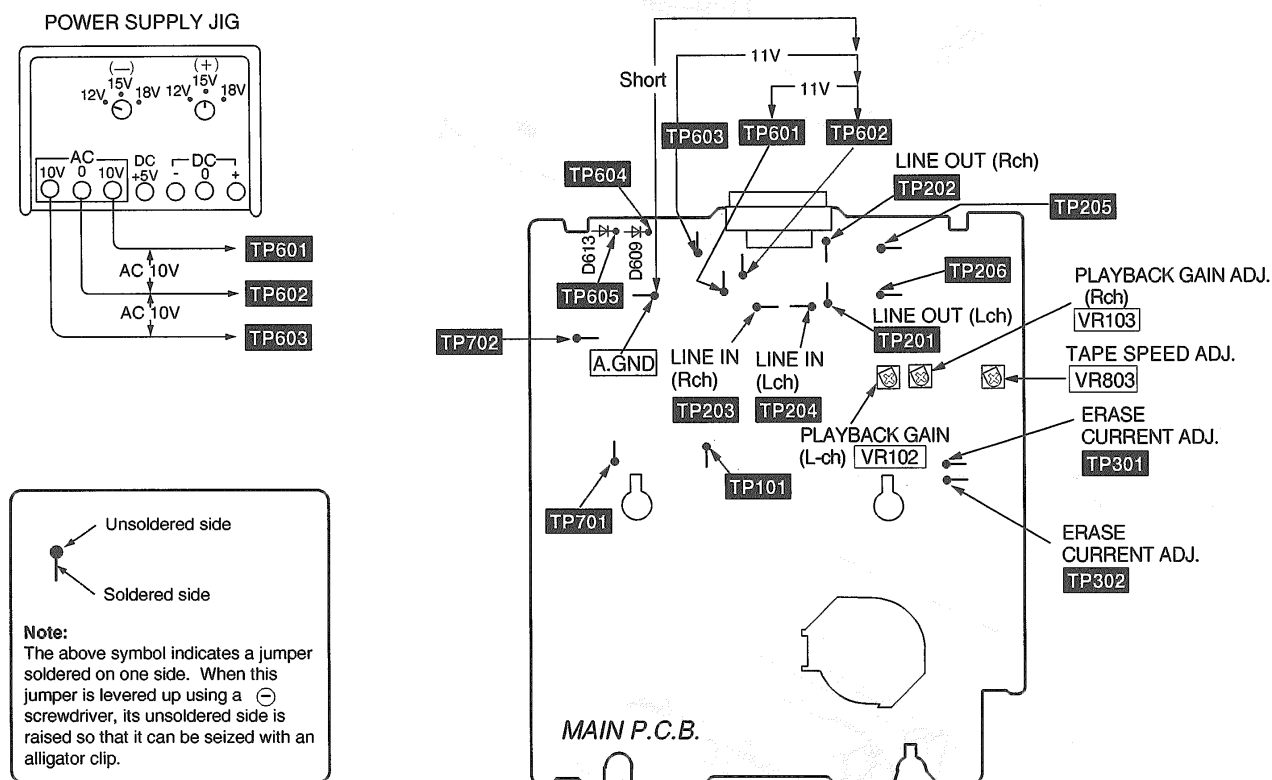 POWER SUPPLY JIG
(—) (+)
12V 15V 18V 12V 15V 18V
AC DC +5V DC
10V 0 10V - 0 +
TP601
AC 10V
TP602
AC 10V
TP603
Unsoldered side
Soldered side
Note:
The above symbol indicates a jumper
soldered on one side. When this
jumper is levered up using a ⊖
screwdriver, its unsoldered side is
raised so that it can be seized with an
alligator clip.
11V
Short
11V
TP603 TP601 TP602
LINE OUT (Rch)
TP202
TP604
TP205
D613 D609
TP605
TP206
PLAYBACK GAIN ADJ.
(Rch)
VR103
LINE OUT (Lch)
TP201
TP702
A.GND
LINE IN
(Rch)
TP203
LINE IN
(Lch)
TP204
TAPE SPEED ADJ.
VR803
PLAYBACK GAIN
(L-ch) VR102
ERASE
CURRENT ADJ.
TP301
TP101
TP701
ERASE
CURRENT ADJ.
TP302
MAIN P.C.B.